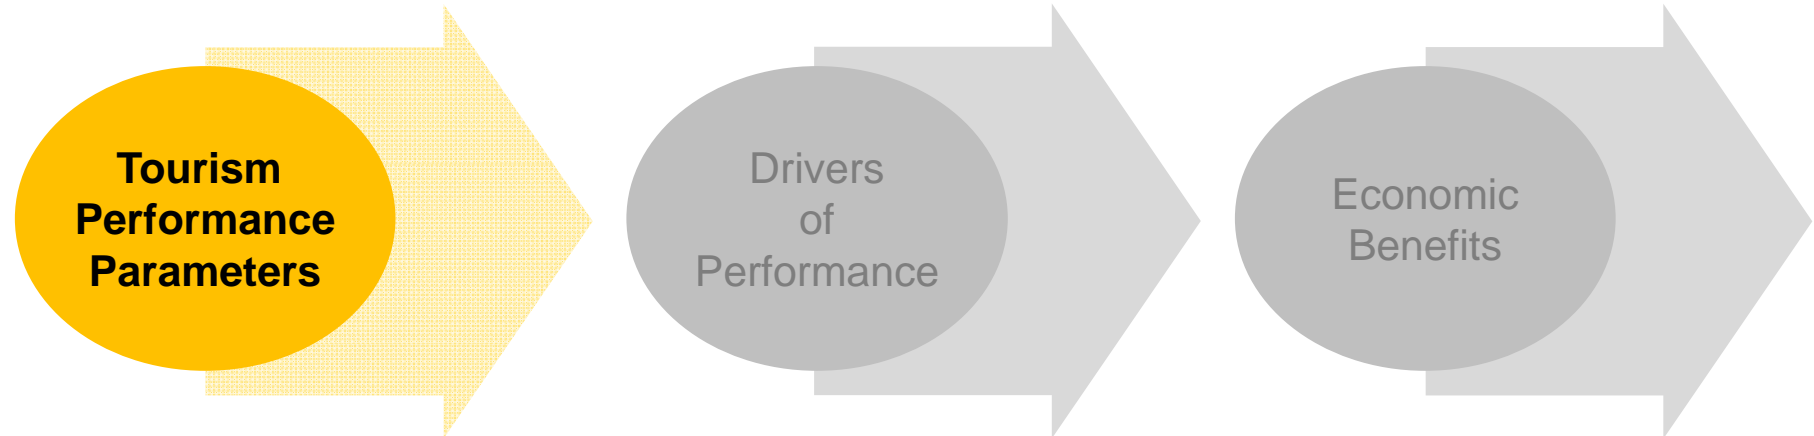 Tourism
Performance
Parameters
Drivers
of
Performance
Economic
Benefits